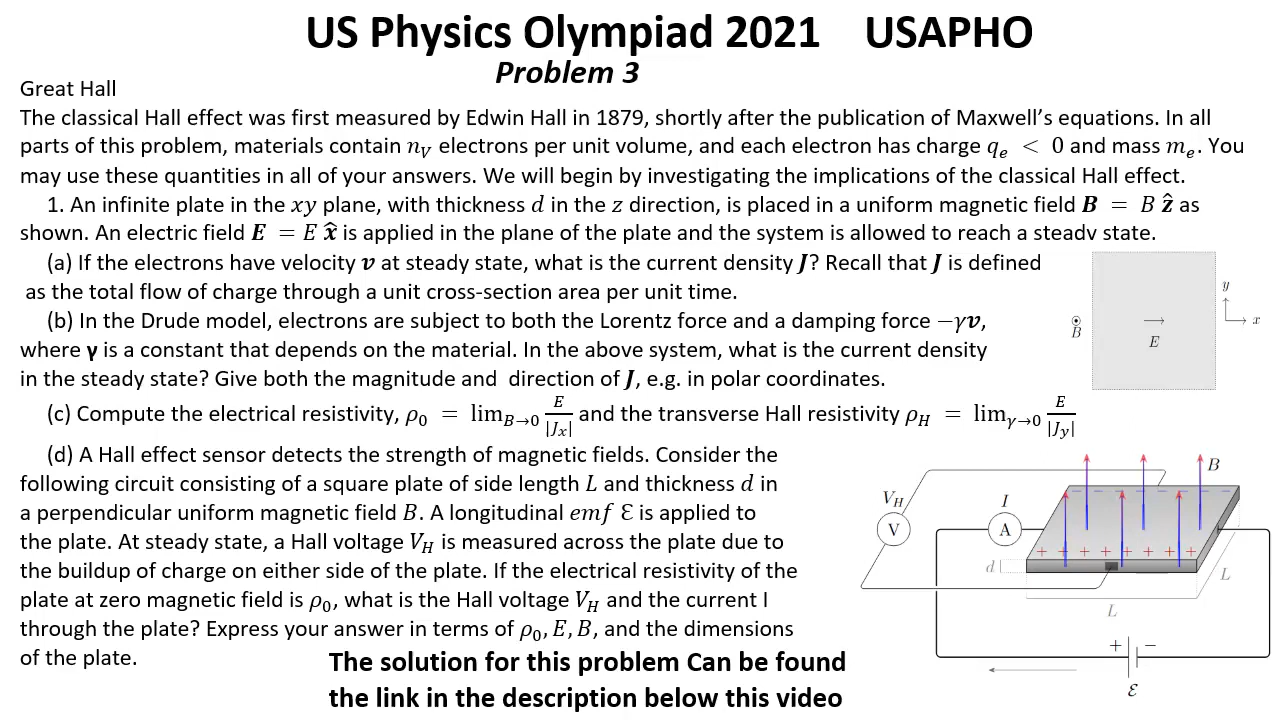 US Physics Olympiad 2021 USAPHO
Problem 3
Great Hall
The classical Hall effect was first measured by Edwin Hall in 1879, shortly after the publication of Maxwell's equations. In all
parts of this problem, materials contain n_V electrons per unit volume, and each electron has charge q_e < 0 and mass m_e. You
may use these quantities in all of your answers. We will begin by investigating the implications of the classical Hall effect.
1. An infinite plate in the xy plane, with thickness d in the z direction, is placed in a uniform magnetic field B = B ẑ as
shown. An electric field E = E x̂ is applied in the plane of the plate and the system is allowed to reach a steady state.
(a) If the electrons have velocity v at steady state, what is the current density J? Recall that J is defined
as the total flow of charge through a unit cross-section area per unit time.
(b) In the Drude model, electrons are subject to both the Lorentz force and a damping force −γv,
where γ is a constant that depends on the material. In the above system, what is the current density
in the steady state? Give both the magnitude and direction of J, e.g. in polar coordinates.
(c) Compute the electrical resistivity, ρ₀ = lim_{B→0} E/|J_x| and the transverse Hall resistivity ρ_H = lim_{γ→0} E/|J_y|
(d) A Hall effect sensor detects the strength of magnetic fields. Consider the
following circuit consisting of a square plate of side length L and thickness d in
a perpendicular uniform magnetic field B. A longitudinal emf ℰ is applied to
the plate. At steady state, a Hall voltage V_H is measured across the plate due to
the buildup of charge on either side of the plate. If the electrical resistivity of the
plate at zero magnetic field is ρ₀, what is the Hall voltage V_H and the current I
through the plate? Express your answer in terms of ρ₀, E, B, and the dimensions
of the plate.
The solution for this problem Can be found
the link in the description below this video
B
E
y
x
V_H
V
I
A
B
− − − − − − −
+ + + + + + + +
d
L
L
+ −
ℰ